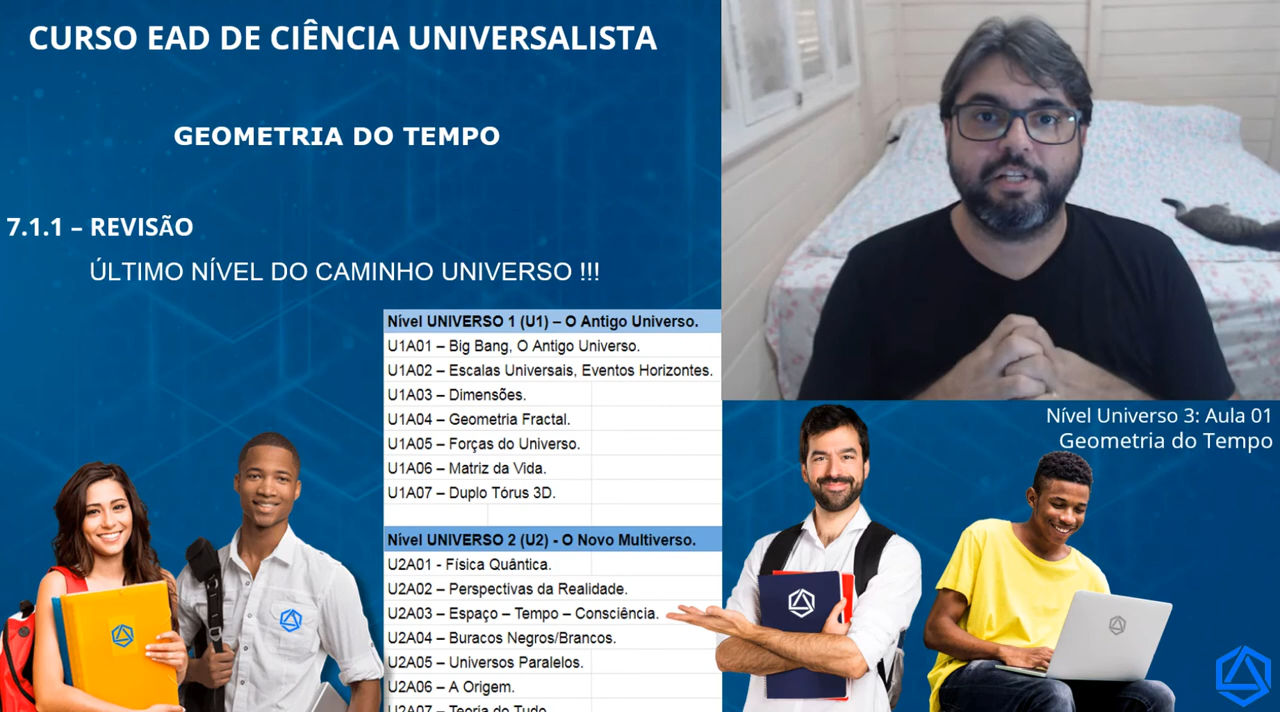 CURSO EAD DE CIÊNCIA UNIVERSALISTA
GEOMETRIA DO TEMPO
7.1.1 – REVISÃO
ÚLTIMO NÍVEL DO CAMINHO UNIVERSO !!!
Nível UNIVERSO 1 (U1) – O Antigo Universo.
U1A01 – Big Bang, O Antigo Universo.
U1A02 – Escalas Universais, Eventos Horizontes.
U1A03 – Dimensões.
U1A04 – Geometria Fractal.
U1A05 – Forças do Universo.
U1A06 – Matriz da Vida.
U1A07 – Duplo Tórus 3D.
Nível UNIVERSO 2 (U2) - O Novo Multiverso.
U2A01 - Física Quântica.
U2A02 – Perspectivas da Realidade.
U2A03 – Espaço – Tempo – Consciência.
U2A04 – Buracos Negros/Brancos.
U2A05 – Universos Paralelos.
U2A06 – A Origem.
U2A07 – Teoria do Tudo.
Nível Universo 3: Aula 01
Geometria do Tempo